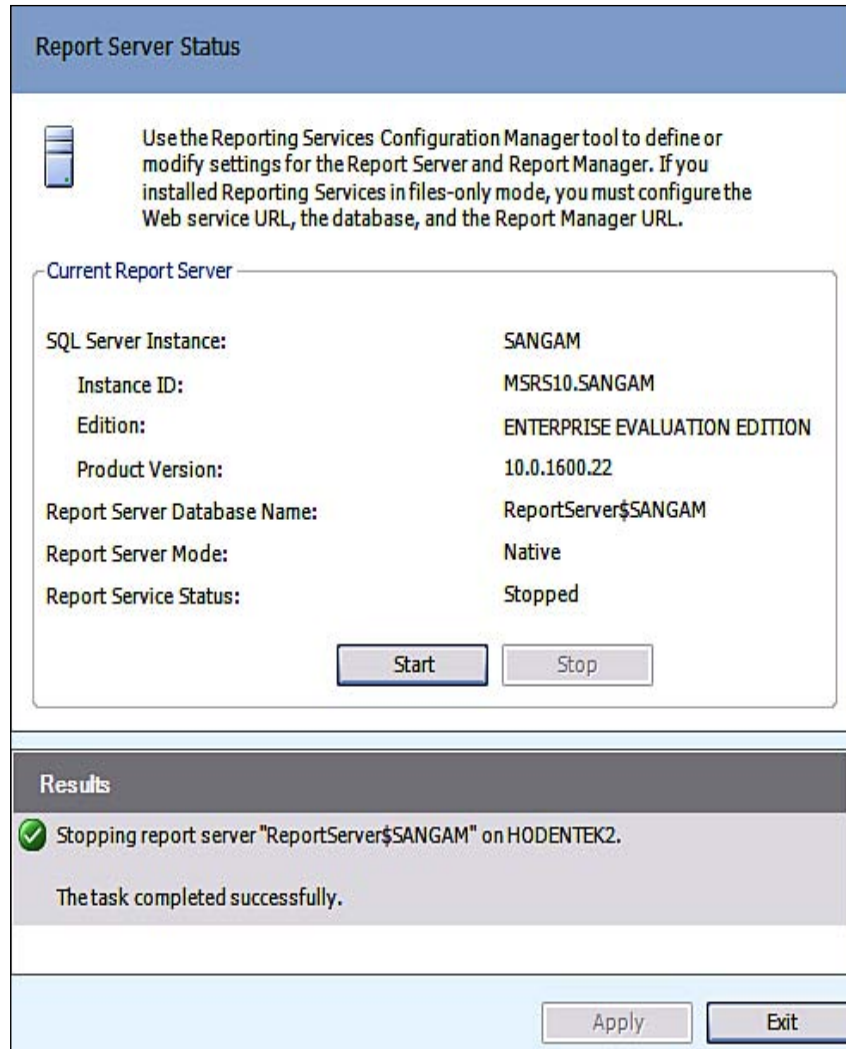 Report Server Status
Use the Reporting Services Configuration Manager tool to define or
modify settings for the Report Server and Report Manager. If you
installed Reporting Services in files-only mode, you must configure the
Web service URL, the database, and the Report Manager URL.
Current Report Server
SQL Server Instance: SANGAM
Instance ID: MSRS10.SANGAM
Edition: ENTERPRISE EVALUATION EDITION
Product Version: 10.0.1600.22
Report Server Database Name: ReportServer$SANGAM
Report Server Mode: Native
Report Service Status: Stopped
Start Stop
Results
Stopping report server "ReportServer$SANGAM" on HODENTEK2.
The task completed successfully.
Apply Exit